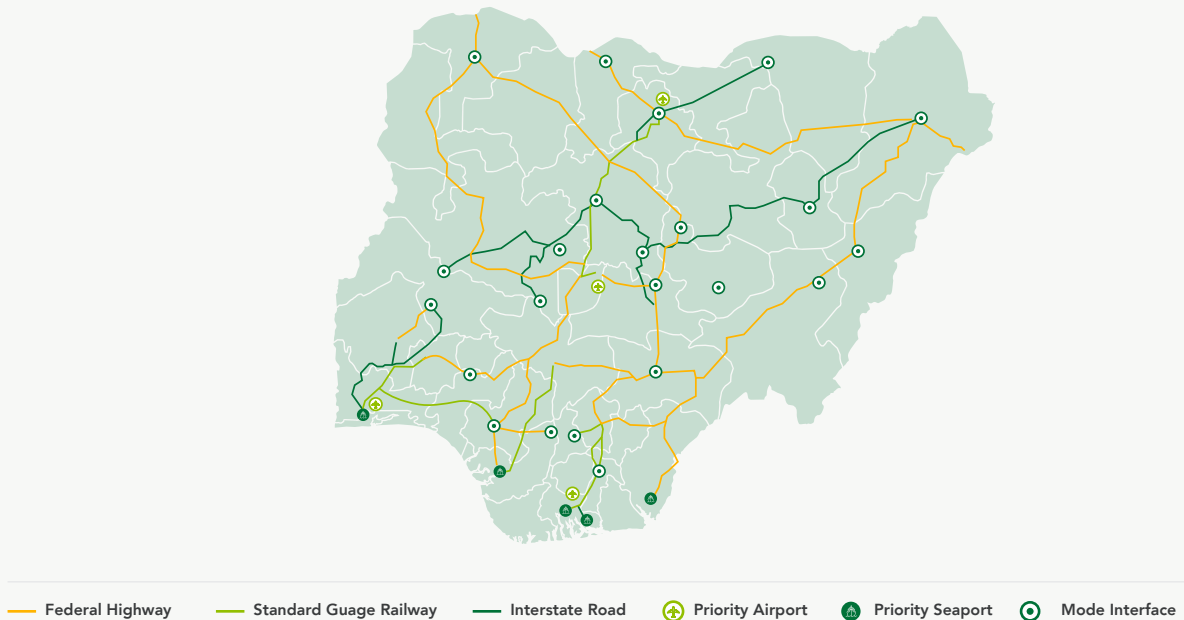 Federal Highway
Standard Guage Railway
Interstate Road
Priority Airport
Priority Seaport
Mode Interface